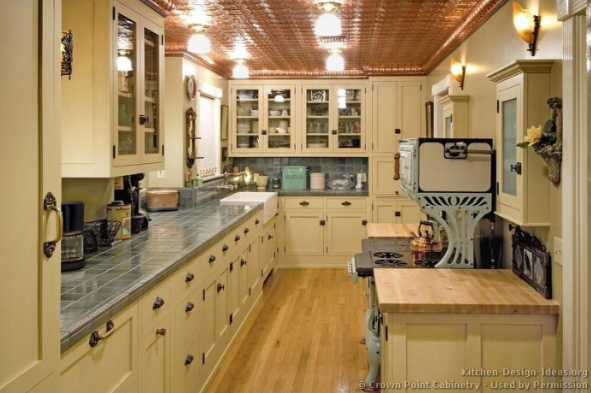 Kitchen-Design-Ideas.org
@ Crown Point Cabinetry - Used by Permission